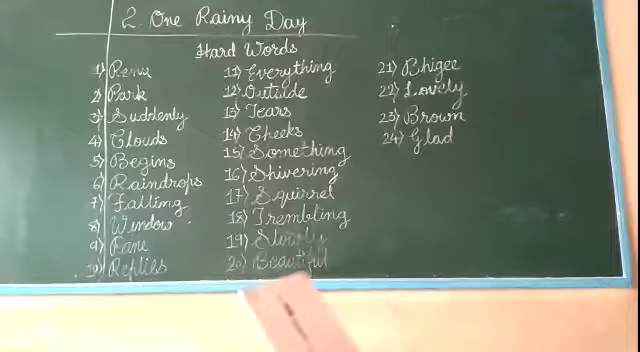 2. One Rainy Day
Hard Words
1) Renu
2) Park
3) Suddenly
4) Clouds
5) Begins
6) Raindrops
7) Falling
8) Window
9) Pane
10) Replies
11) Everything
12) Outside
13) Tears
14) Cheeks
15) Something
16) Shivering
17) Squirrel
18) Trembling
19) Slowly
20) Beautiful
21) Bhigee
22) Lovely
23) Brown
24) Glad